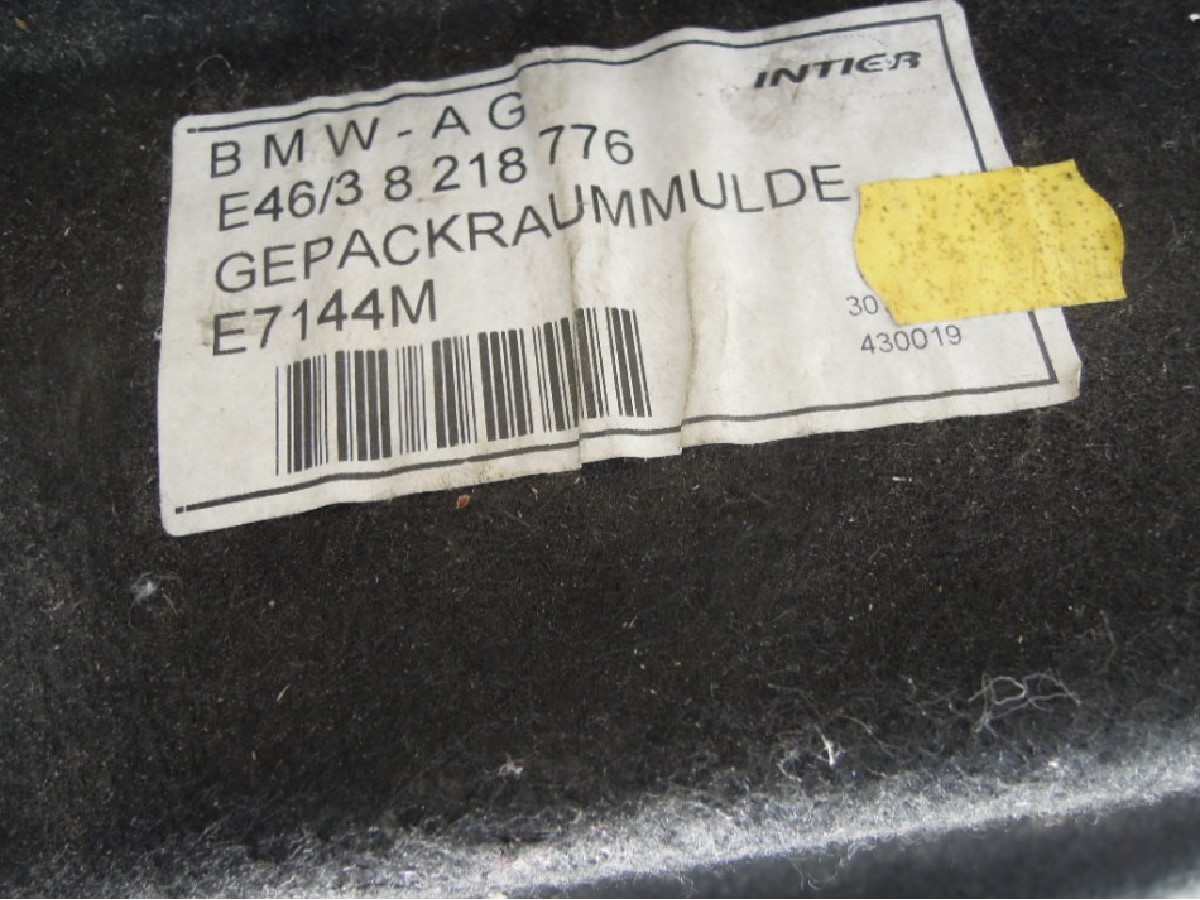 INTIER
BMW-AG
E46/3 8 218 776
GEPACKRAUMMULDE
E7144M
30
430019